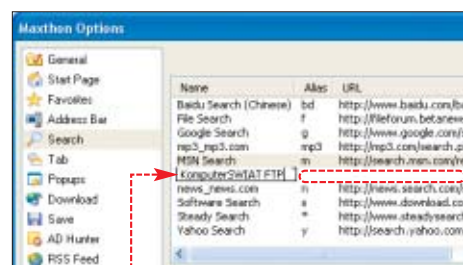 Maxthon Options
General
Start Page
Favorites
Address Bar
Search
Tab
Popups
Download
Save
AD Hunter
RSS Feed
Name Alias URL
Baidu Search (Chinese) bd http://www.baidu.com/b
File Search f http://fileforum.betanew
Google Search g http://www.google.com/
mp3_mp3.com mp3 http://mp3.com/search.p
MSN Search m http://search.msn.com/re
KomputerSWIAT FTP
news_news.com n http://news.search.com/
Software Search s http://www.download.co
Steady Search * http://www.steadysearch
Yahoo Search y http://search.yahoo.com